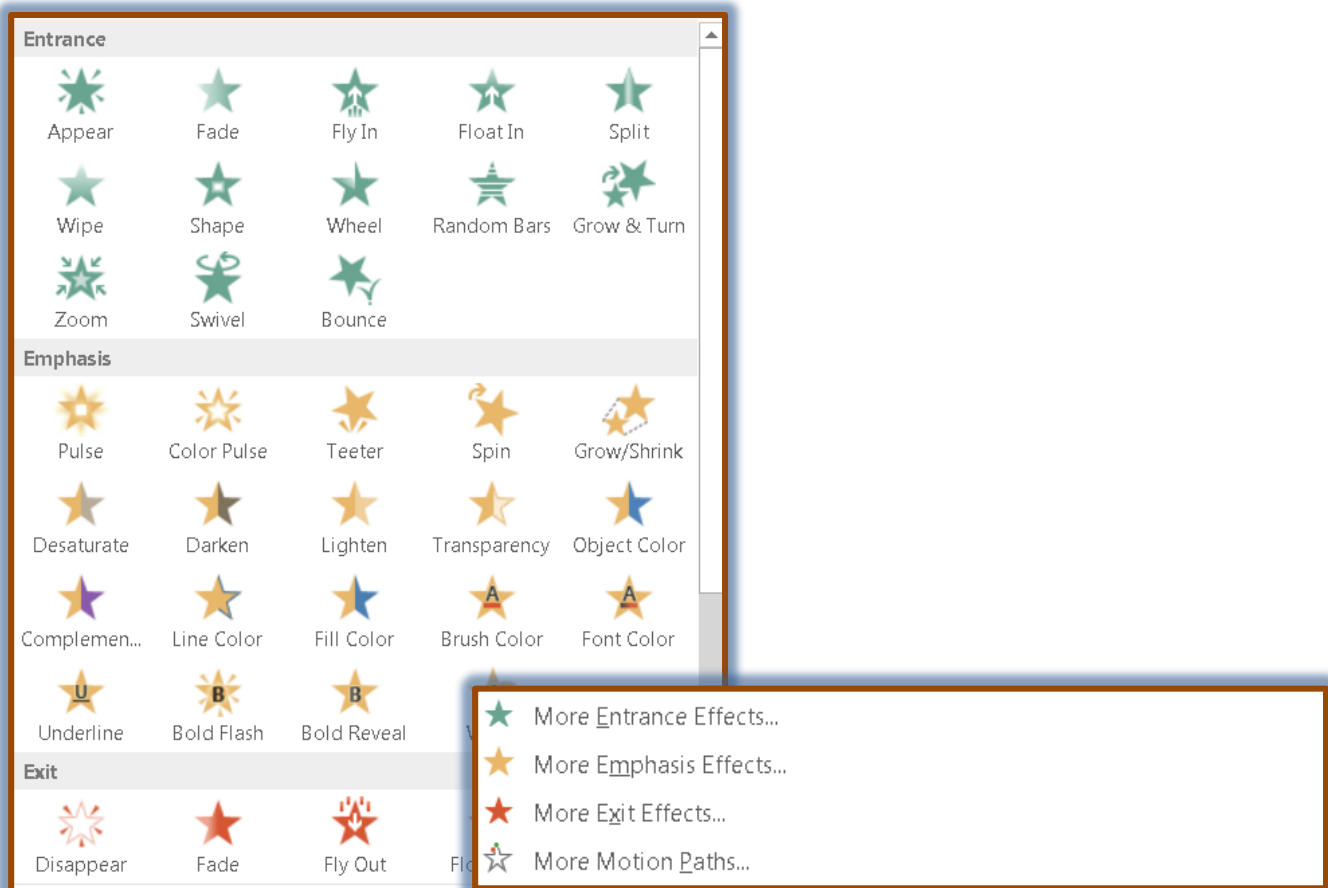 Entrance
Appear Fade Fly In Float In Split
Wipe Shape Wheel Random Bars Grow & Turn
Zoom Swivel Bounce
Emphasis
Pulse Color Pulse Teeter Spin Grow/Shrink
Desaturate Darken Lighten Transparency Object Color
Complemen... Line Color Fill Color Brush Color Font Color
Underline Bold Flash Bold Reveal
Exit
Disappear Fade Fly Out
More Entrance Effects...
More Emphasis Effects...
More Exit Effects...
More Motion Paths...